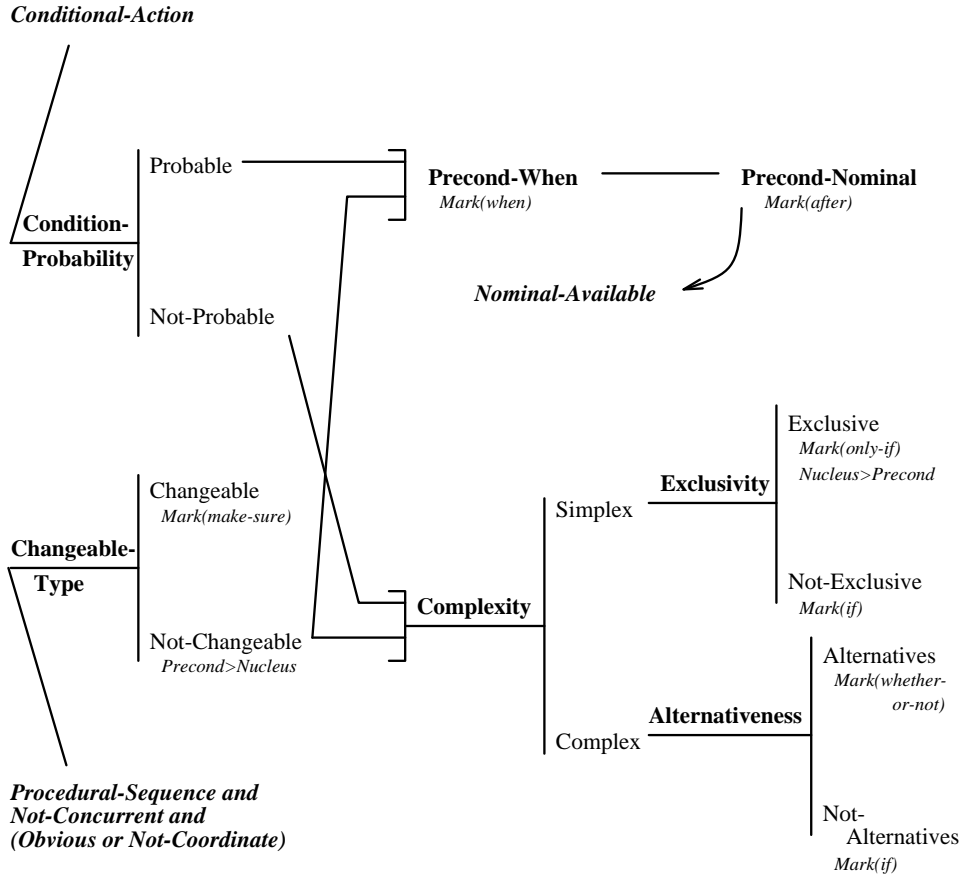 Conditional-Action
Probable
Precond-When
Mark(when)
Precond-Nominal
Mark(after)
Condition-
Probability
Nominal-Available
Not-Probable
Exclusive
Mark(only-if)
Nucleus>Precond
Exclusivity
Changeable
Mark(make-sure)
Simplex
Changeable-
Type
Not-Exclusive
Mark(if)
Complexity
Not-Changeable
Precond>Nucleus
Alternatives
Mark(whether-
or-not)
Alternativeness
Complex
Procedural-Sequence and
Not-Concurrent and
(Obvious or Not-Coordinate)
Not-
Alternatives
Mark(if)